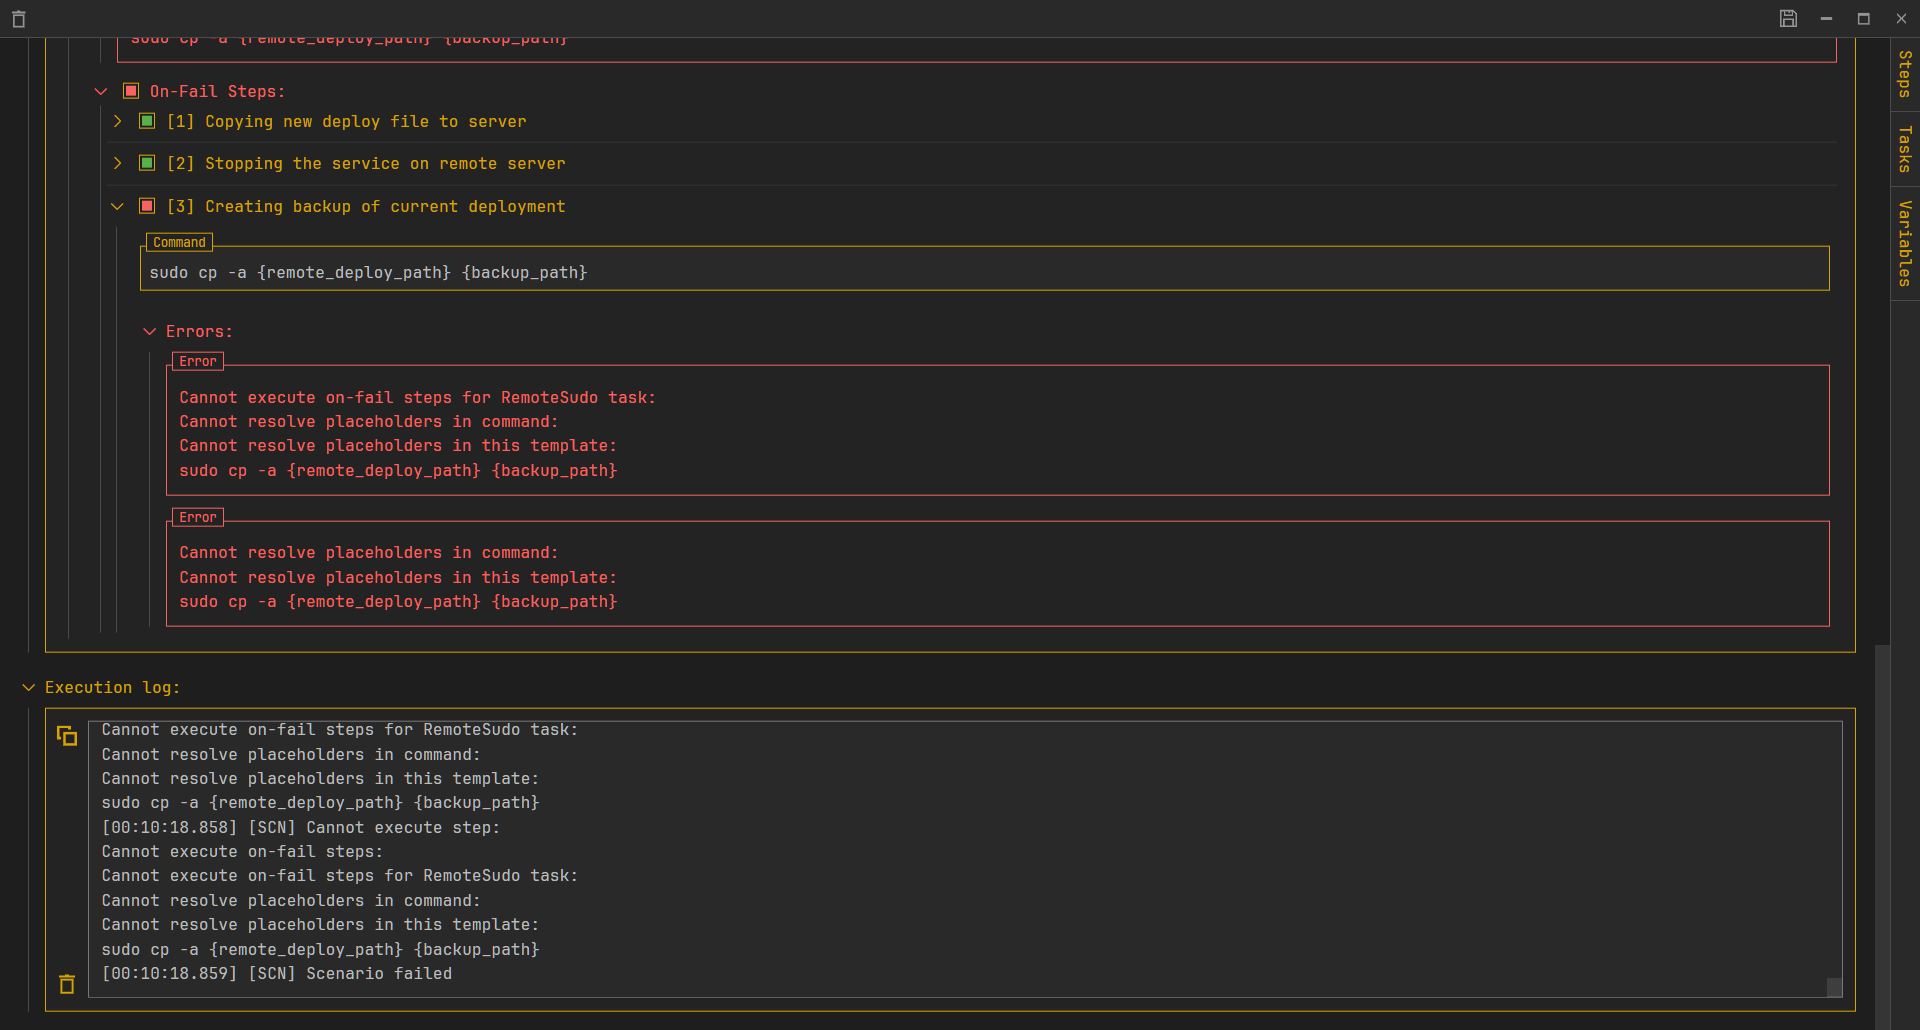 sudo cp -a {remote_deploy_path} {backup_path}
On-Fail Steps:
[1] Copying new deploy file to server
[2] Stopping the service on remote server
[3] Creating backup of current deployment
Command
sudo cp -a {remote_deploy_path} {backup_path}
Errors:
Error
Cannot execute on-fail steps for RemoteSudo task:
Cannot resolve placeholders in command:
Cannot resolve placeholders in this template:
sudo cp -a {remote_deploy_path} {backup_path}
Error
Cannot resolve placeholders in command:
Cannot resolve placeholders in this template:
sudo cp -a {remote_deploy_path} {backup_path}
Execution log:
Cannot execute on-fail steps for RemoteSudo task:
Cannot resolve placeholders in command:
Cannot resolve placeholders in this template:
sudo cp -a {remote_deploy_path} {backup_path}
[00:10:18.858] [SCN] Cannot execute step:
Cannot execute on-fail steps:
Cannot execute on-fail steps for RemoteSudo task:
Cannot resolve placeholders in command:
Cannot resolve placeholders in this template:
sudo cp -a {remote_deploy_path} {backup_path}
[00:10:18.859] [SCN] Scenario failed
Steps
Tasks
Variables